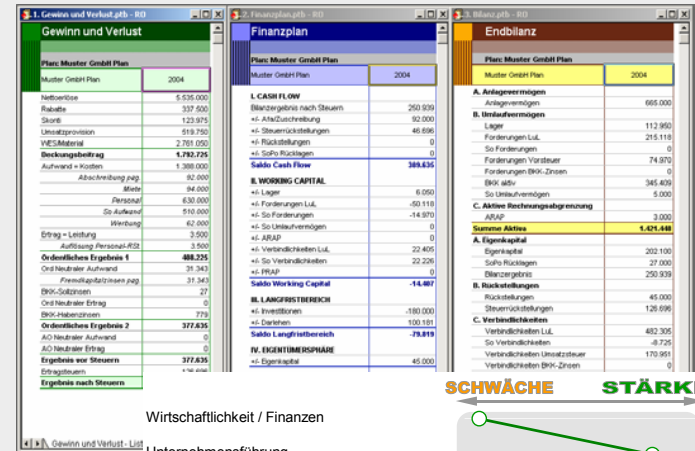 1. Gewinn und Verlust.ptb - RO
Gewinn und Verlust
Plan: Muster GmbH Plan
Muster GmbH Plan 2004
Nettoerlöse 5.535.000
Rabatte 337.500
Skonti 123.975
Umsatzprovision 519.750
WES/Material 2.761.050
Deckungsbeitrag 1.792.725
Aufwand = Kosten 1.388.000
Abschreibung päg. 92.000
Miete 94.000
Personal 630.000
So Aufwand 510.000
Werbung 62.000
Ertrag = Leistung 3.500
Auflösung Personal-RSt 3.500
Ordentliches Ergebnis 1 408.225
Ord Neutraler Aufwand 31.343
Fremdkapitalzinsen pag. 31.343
BKK-Sollzinsen 27
Ord Neutraler Ertrag 0
BKK-Habenzinsen 779
Ordentliches Ergebnis 2 377.635
AO Neutraler Aufwand 0
AO Neutraler Ertrag 0
Ergebnis vor Steuern 377.635
Ertragsteuern 126.696
Ergebnis nach Steuern
Gewinn und Verlust - List
2. Finanzplan.ptb - RO
Finanzplan
Plan: Muster GmbH Plan
Muster GmbH Plan 2004
I. CASH FLOW
Bilanzergebnis nach Steuern 250.939
+/- Afa/Zuschreibung 92.000
+/- Steuerrückstellungen 46.696
+/- Rückstellungen 0
+/- SoPo Rücklagen 0
Saldo Cash Flow 389.635
II. WORKING CAPITAL
+/- Lager 6.050
+/- Forderungen LuL -50.118
+/- So Forderungen -14.970
+/- So Umlaufvermögen 0
+/- ARAP 0
+/- Verbindlichkeiten LuL 22.405
+/- So Verbindlichkeiten 22.226
+/- PRAP 0
Saldo Working Capital -14.407
III. LANGFRISTBEREICH
+/- Investitionen -180.000
+/- Darlehen 100.181
Saldo Langfristbereich -79.819
IV. EIGENTÜMERSPHÄRE
+/- Eigenkapital 45.000
3. Bilanz.ptb - RO
Endbilanz
Plan: Muster GmbH Plan
Muster GmbH Plan 2004
A. Anlagevermögen
Anlagevermögen 665.000
B. Umlaufvermögen
Lager 112.950
Forderungen LuL 215.118
So Forderungen 0
Forderungen Vorsteuer 74.970
Forderungen BKK-Zinsen 0
BKK aktiv 345.409
So Umlaufvermögen 5.000
C. Aktive Rechnungsabgrenzung
ARAP 3.000
Summe Aktiva 1.421.448
A. Eigenkapital
Eigenkapital 202.100
SoPo Rücklagen 27.000
Bilanzergebnis 250.939
B. Rückstellungen
Rückstellungen 45.000
Steuerrückstellungen 126.696
C. Verbindlichkeiten
Verbindlichkeiten LuL 482.305
So Verbindlichkeiten -8.725
Verbindlichkeiten Umsatzsteuer 170.951
Verbindlichkeiten BKK-Zinsen 0
SCHWÄCHE STÄRK
Wirtschaftlichkeit / Finanzen
Unternehmensführung